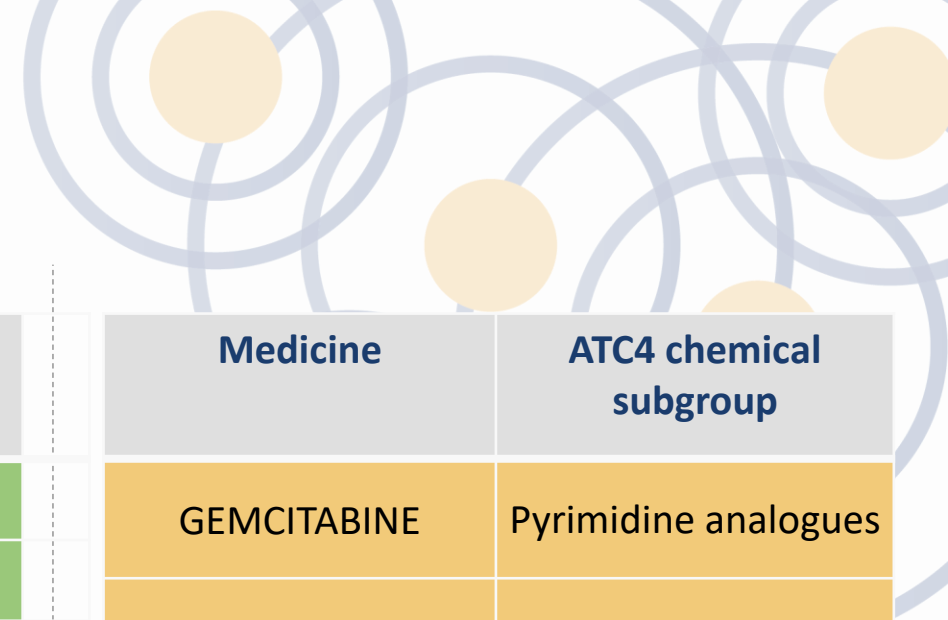 Medicine
ATC4 chemical
subgroup
GEMCITABINE
Pyrimidine analogues